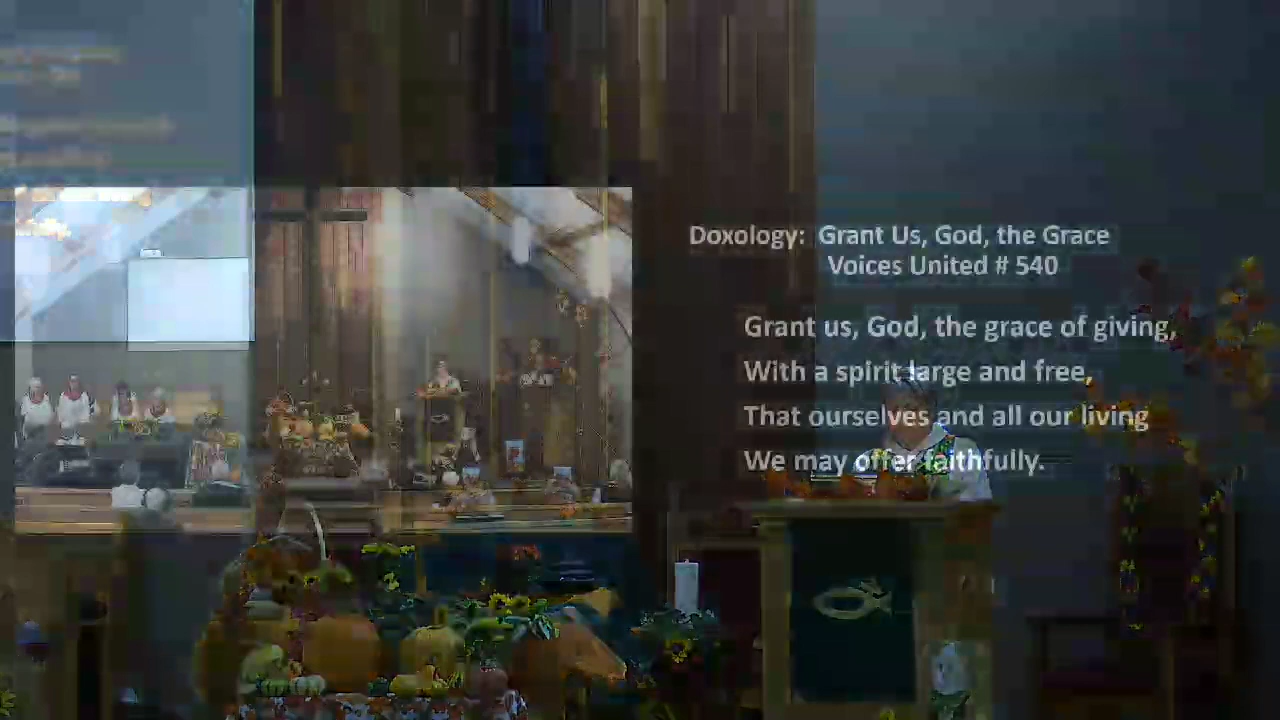 Doxology: Grant Us, God, the Grace
Voices United # 540
Grant us, God, the grace of giving,
With a spirit large and free,
That ourselves and all our living
We may offer faithfully.